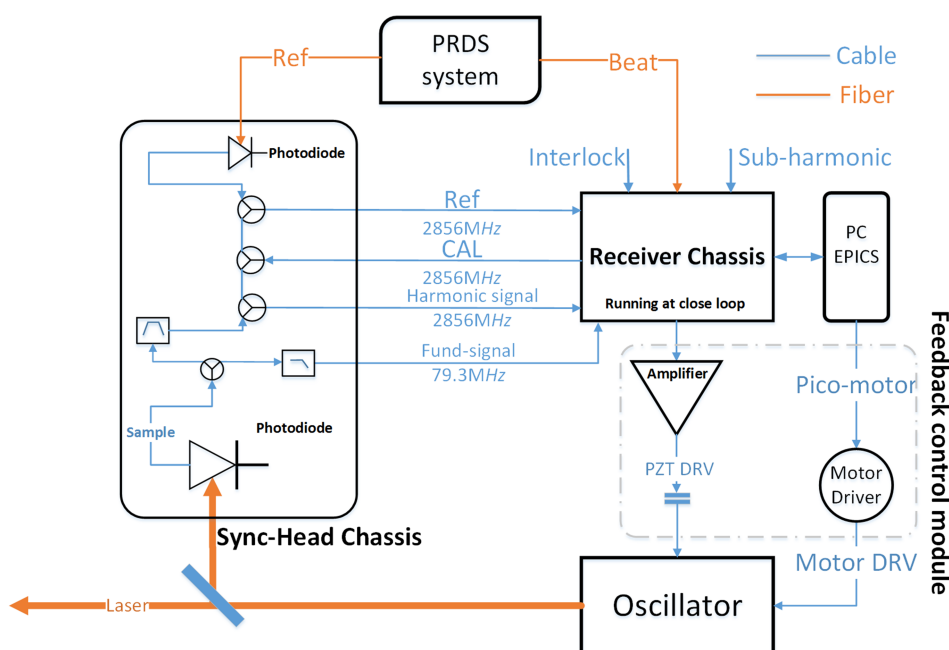 PRDS
system
Ref
Beat
Cable
Fiber
Photodiode
Interlock
Sub-harmonic
Ref
2856MHz
CAL
2856MHz
Harmonic signal
2856MHz
Fund-signal
79.3MHz
Receiver Chassis
Running at close loop
PC
EPICS
Sample
Photodiode
Sync-Head Chassis
Amplifier
PZT DRV
Pico-motor
Motor
Driver
Motor DRV
Feedback control module
Laser
Oscillator